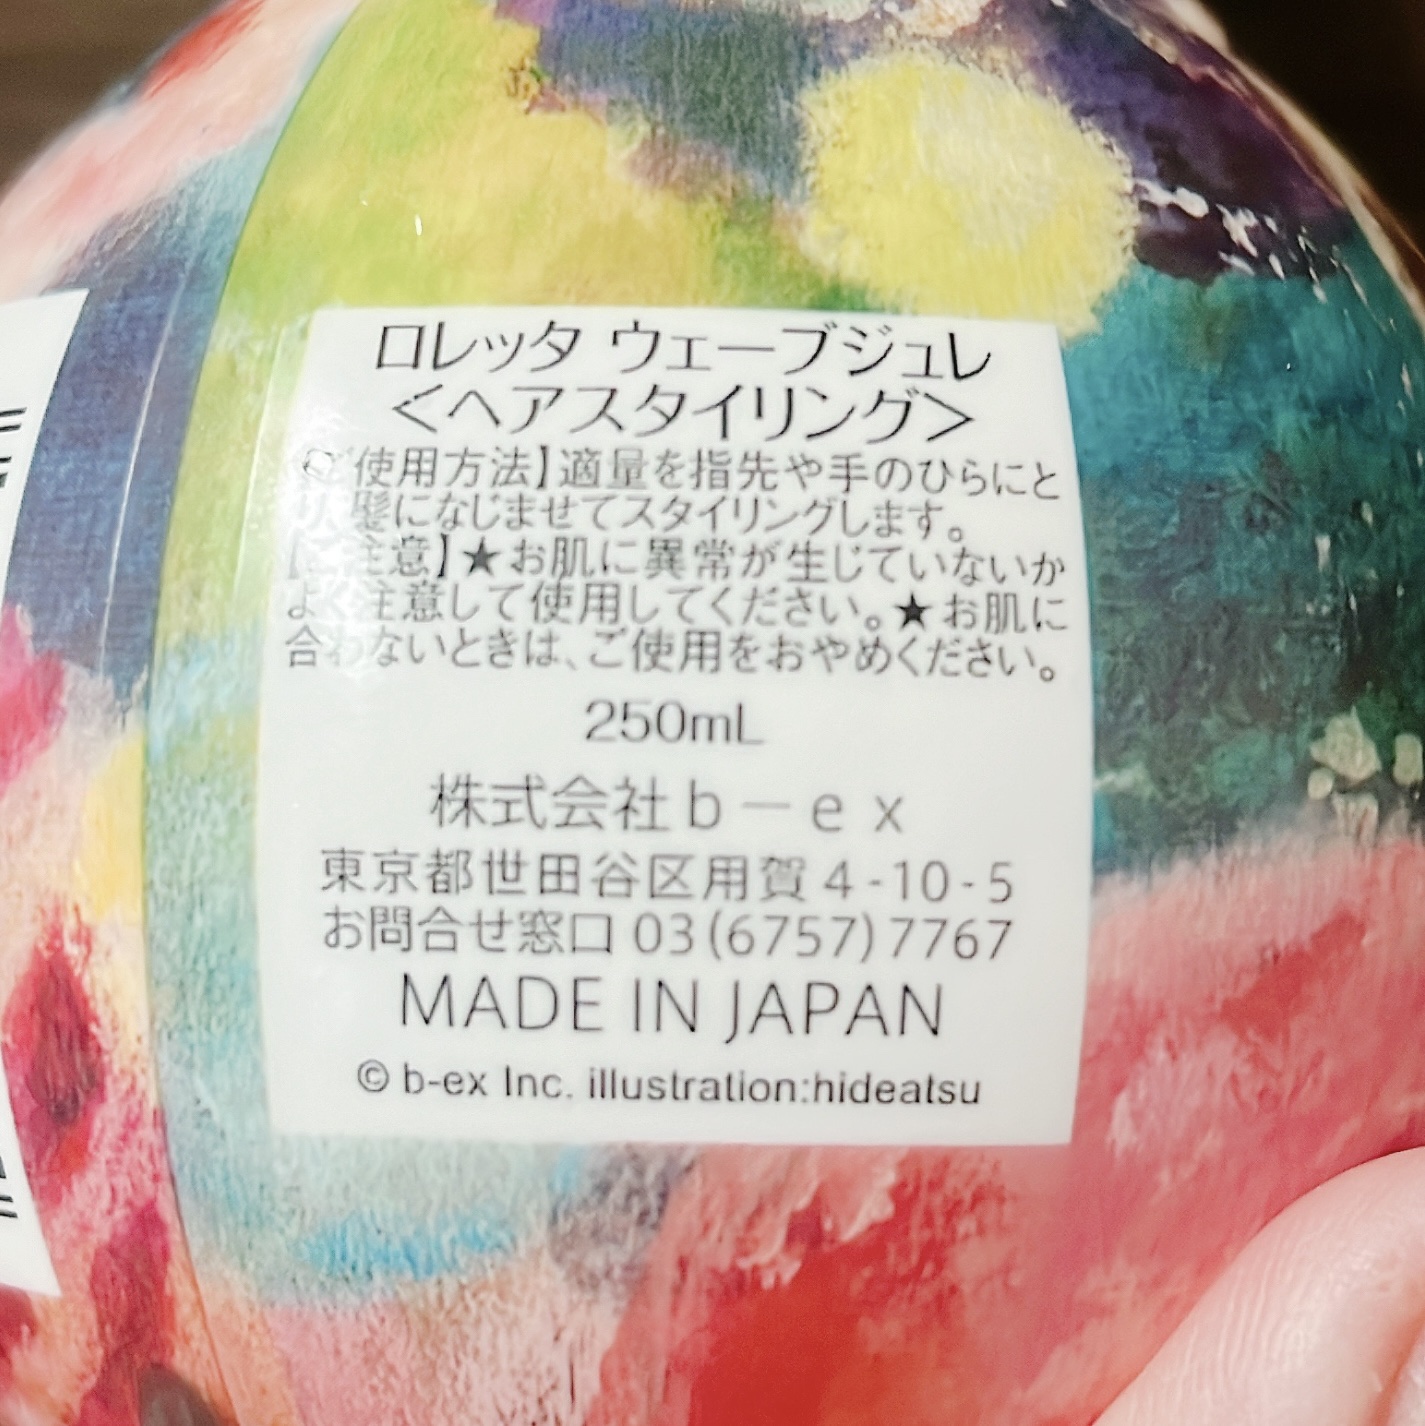 ロレッタ ウェーブジュレ
<ヘアスタイリング>
使用方法】適量を指先や手のひらにと
り、髪になじませてスタイリングします。
【ご注意】★お肌に異常が生じていないか
よく注意して使用してください。★お肌に
合わないときは、ご使用をおやめください。
250mL
株式会社b-ex
東京都世田谷区用賀4-10-5
お問合せ窓口 03(6757)7767
MADE IN JAPAN
© b-ex Inc. illustration:hideatsu